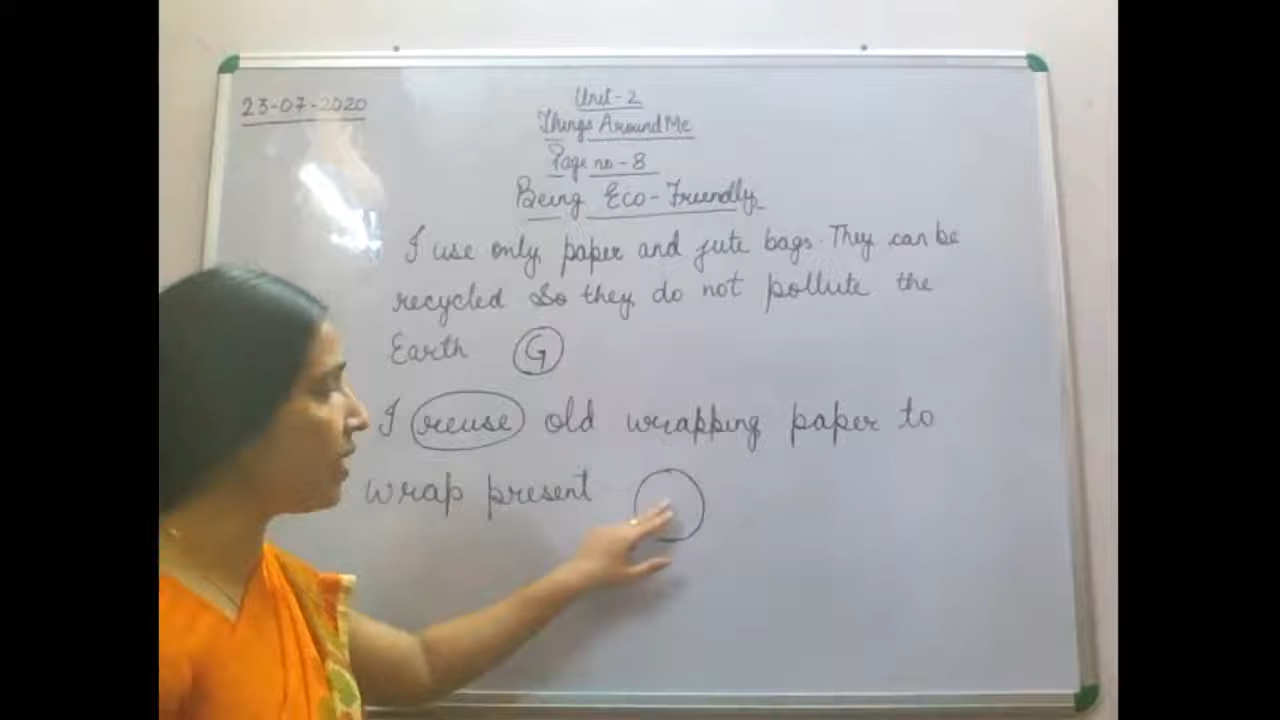 23-07-2020
Unit-2
Things Around Me
Page no-8
Being Eco-Friendly
I use only paper and jute bags. They can be
recycled So they do not pollute the
Earth G
I reuse old wrapping paper to
wrap present